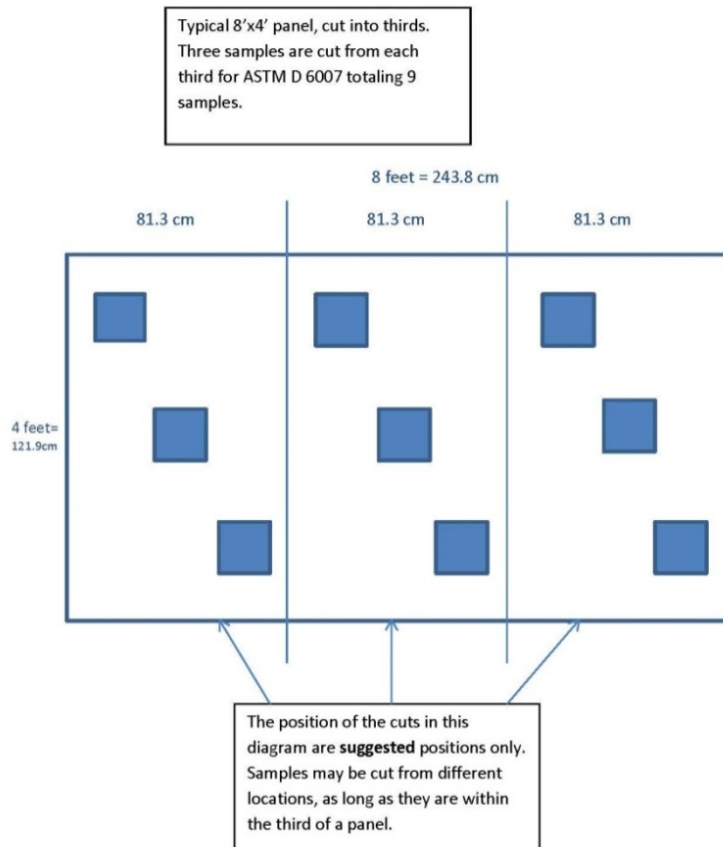 Typical 8'x4' panel, cut into thirds.
Three samples are cut from each
third for ASTM D 6007 totaling 9
samples.
8 feet = 243.8 cm
81.3 cm
81.3 cm
81.3 cm
4 feet=
121.9cm
The position of the cuts in this
diagram are suggested positions only.
Samples may be cut from different
locations, as long as they are within
the third of a panel.